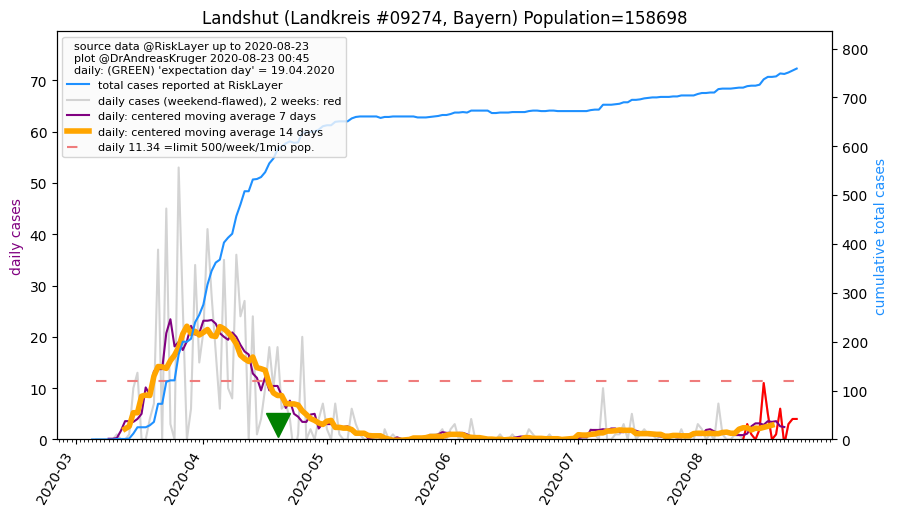 Landshut (Landkreis #09274, Bayern) Population=158698
source data @RiskLayer up to 2020-08-23
plot @DrAndreasKruger 2020-08-23 00:45
daily: (GREEN) 'expectation day' = 19.04.2020
total cases reported at RiskLayer
daily cases (weekend-flawed), 2 weeks: red
daily: centered moving average 7 days
daily: centered moving average 14 days
daily 11.34 =limit 500/week/1mio pop.
daily cases
70
60
50
40
30
20
10
0
cumulative total cases
800
700
600
500
400
300
200
100
0
2020-03
2020-04
2020-05
2020-06
2020-07
2020-08